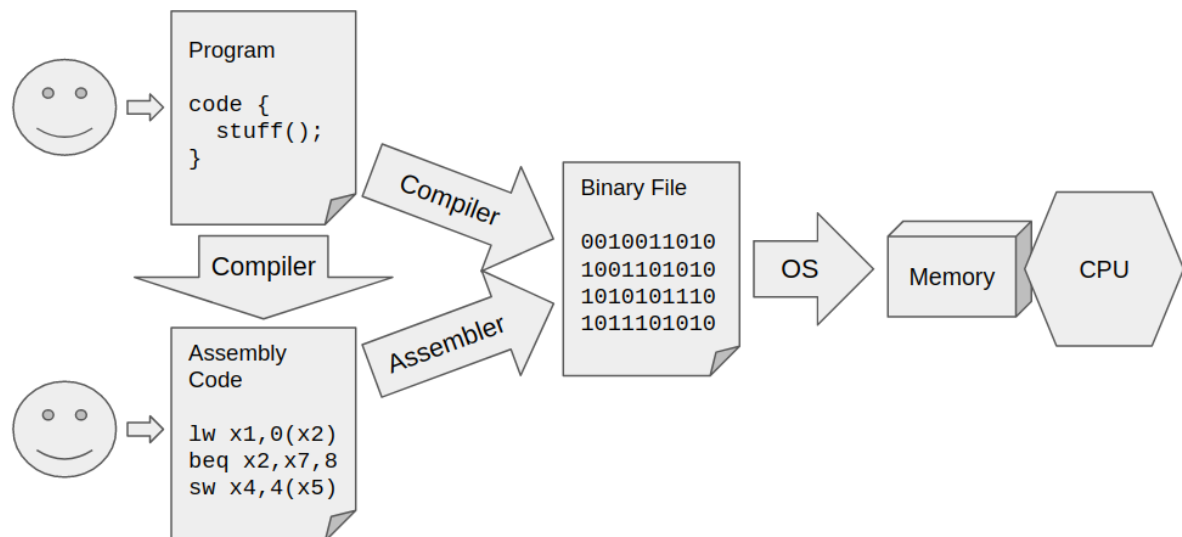 Program
code {
  stuff();
}
Compiler
Compiler
Assembly
Code
lw x1,0(x2)
beq x2,x7,8
sw x4,4(x5)
Assembler
Binary File
0010011010
1001101010
1010101110
1011101010
OS
Memory
CPU